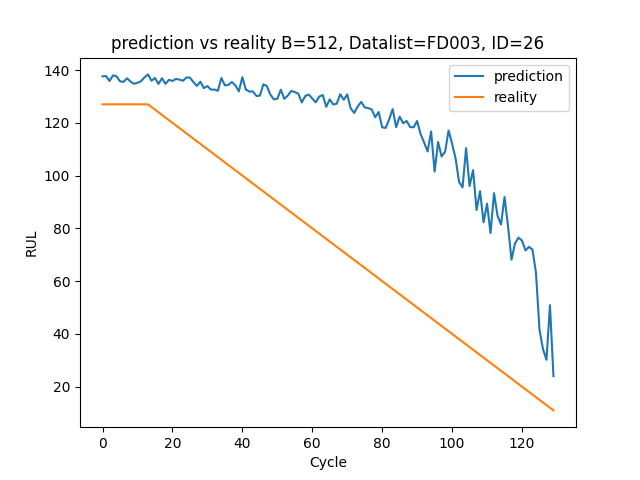 prediction vs reality B=512, Datalist=FD003, ID=26
prediction
reality
RUL
140
120
100
80
60
40
20
0 20 40 60 80 100 120
Cycle